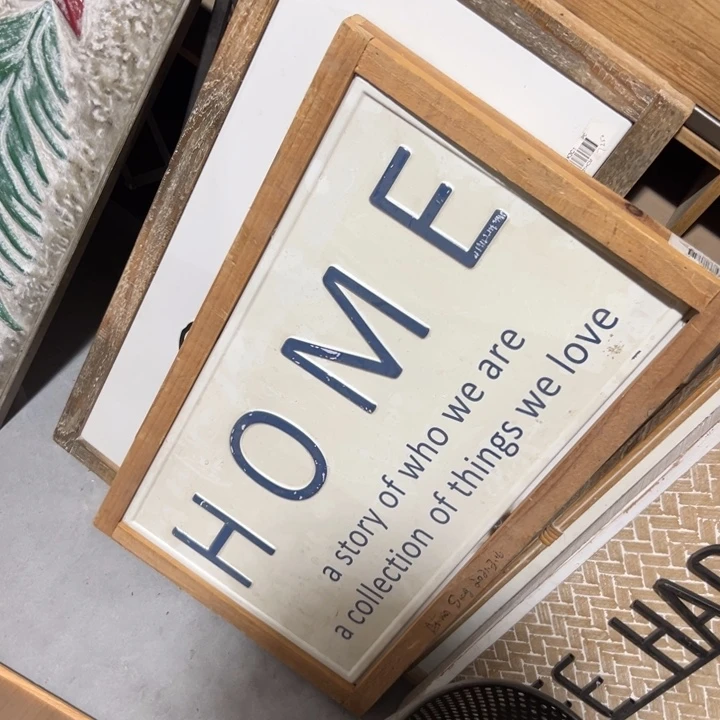 HOME
a story of who we are
a collection of things we love